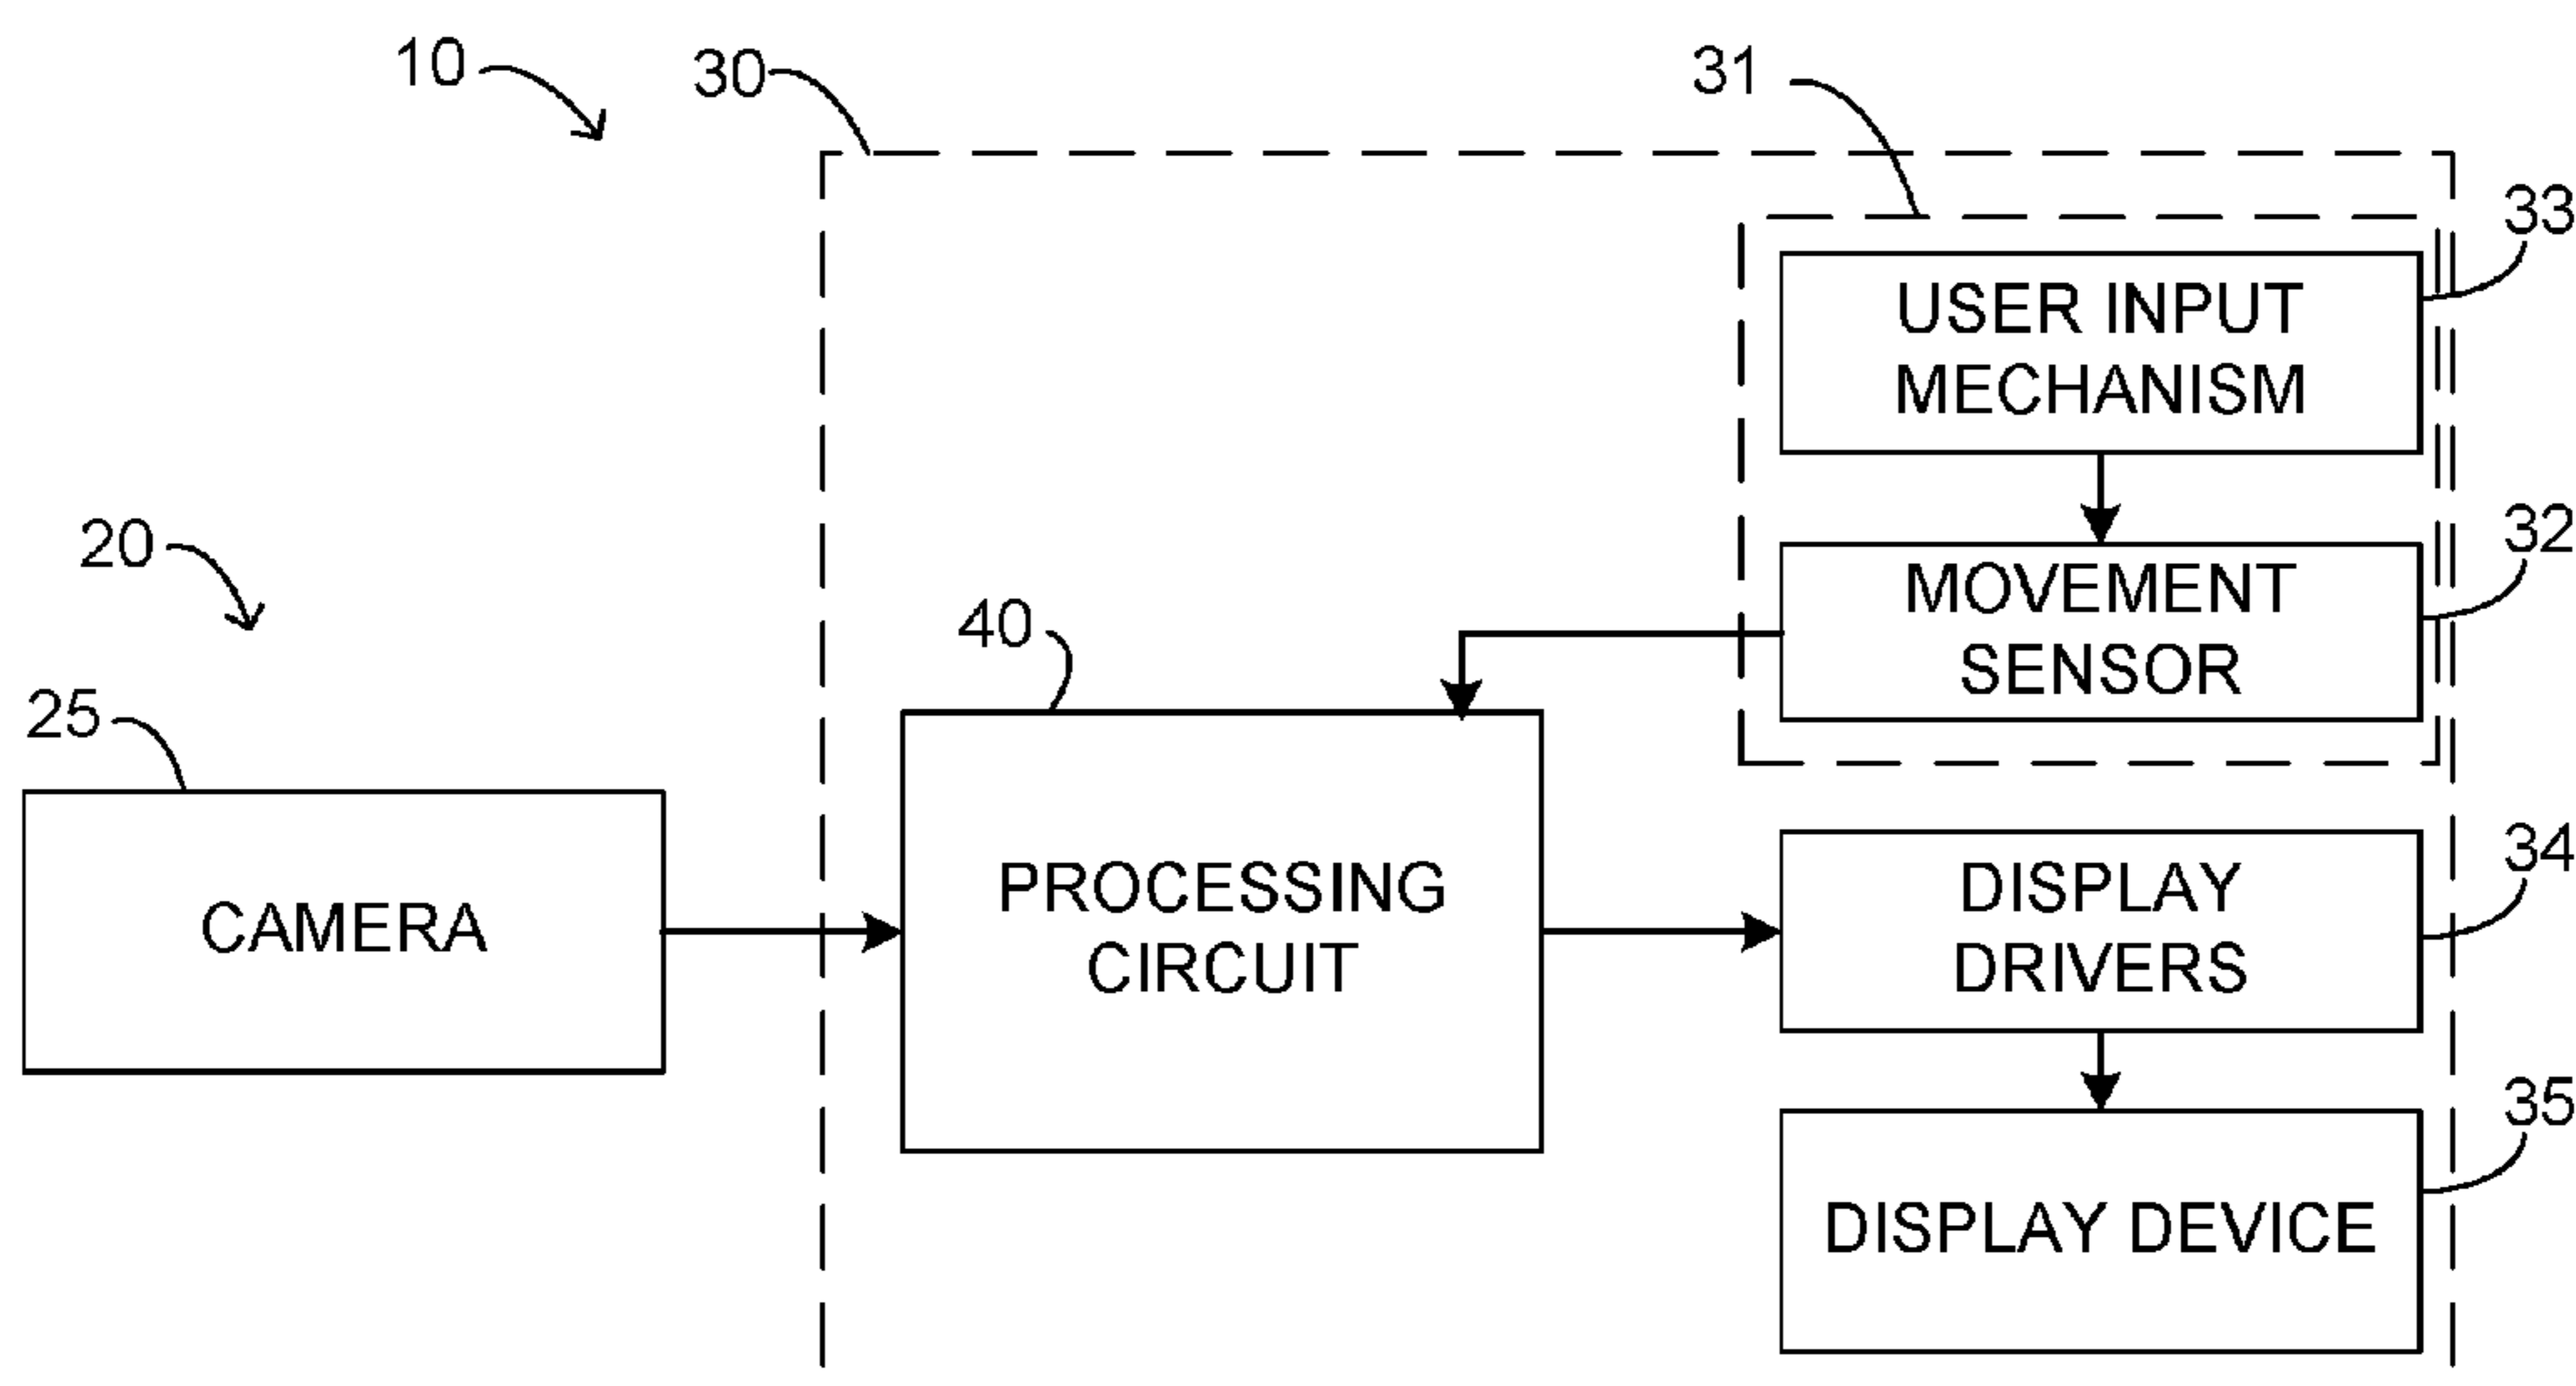 10
30
31
33
USER INPUT
MECHANISM
20
32
MOVEMENT
SENSOR
40
25
CAMERA
PROCESSING
CIRCUIT
34
DISPLAY
DRIVERS
35
DISPLAY DEVICE